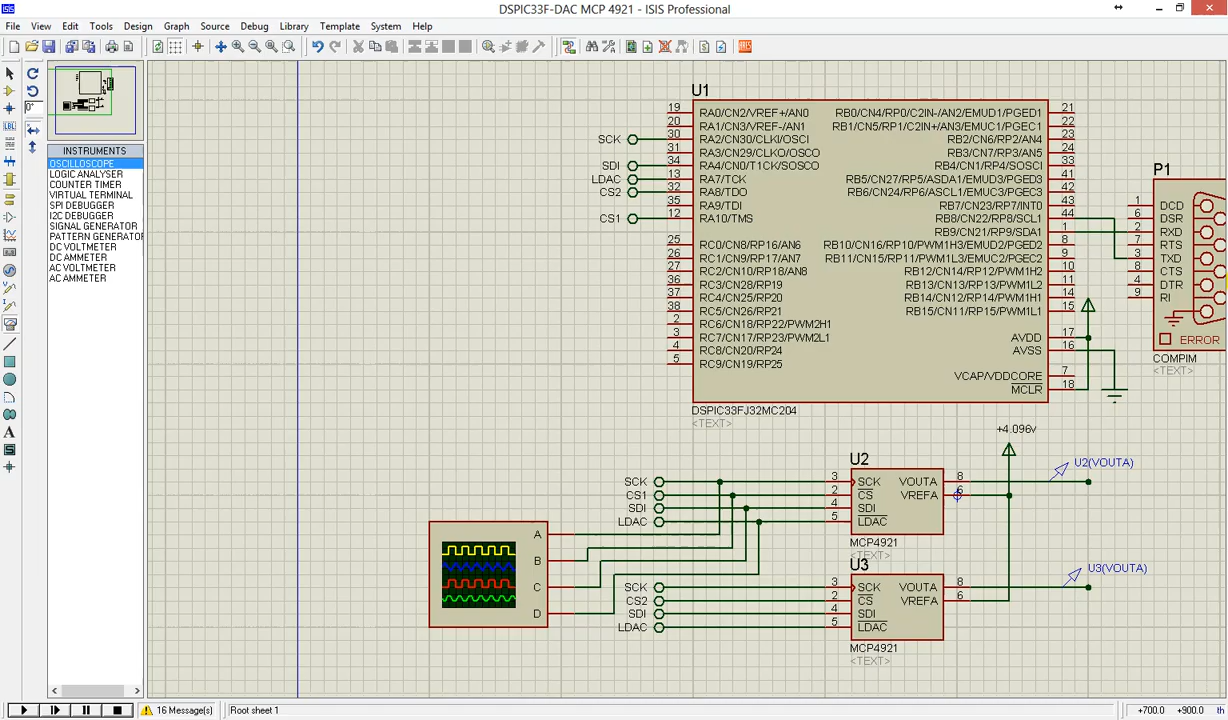 DSPIC33F-DAC MCP 4921 - ISIS Professional
File View Edit Tools Design Graph Source Debug Library Template System Help
INSTRUMENTS
OSCILLOSCOPE
LOGIC ANALYSER
COUNTER TIMER
VIRTUAL TERMINAL
SPI DEBUGGER
I2C DEBUGGER
SIGNAL GENERATOR
PATTERN GENERATO
DC VOLTMETER
DC AMMETER
AC VOLTMETER
AC AMMETER
LBL
A
0°
U1
SCK
SDI
LDAC
CS2
CS1
19 RA0/CN2/VREF+/AN0
20 RA1/CN3/VREF-/AN1
30 RA2/CN30/CLKI/OSCI
31 RA3/CN29/CLKO/OSCO
34 RA4/CN0/T1CK/SOSCO
13 RA7/TCK
32 RA8/TDO
35 RA9/TDI
12 RA10/TMS
25 RC0/CN8/RP16/AN6
26 RC1/CN9/RP17/AN7
27 RC2/CN10/RP18/AN8
36 RC3/CN28/RP19
37 RC4/CN25/RP20
38 RC5/CN26/RP21
2 RC6/CN18/RP22/PWM2H1
3 RC7/CN17/RP23/PWM2L1
4 RC8/CN20/RP24
5 RC9/CN19/RP25
RB0/CN4/RP0/C2IN-/AN2/EMUD1/PGED1 21
RB1/CN5/RP1/C2IN+/AN3/EMUC1/PGEC1 22
RB2/CN6/RP2/AN4 23
RB3/CN7/RP3/AN5 24
RB4/CN1/RP4/SOSCI 33
RB5/CN27/RP5/ASDA1/EMUD3/PGED3 41
RB6/CN24/RP6/ASCL1/EMUC3/PGEC3 42
RB7/CN23/RP7/INT0 43
RB8/CN22/RP8/SCL1 44
RB9/CN21/RP9/SDA1 1
RB10/CN16/RP10/PWM1H3/EMUD2/PGED2 8
RB11/CN15/RP11/PWM1L3/EMUC2/PGEC2 9
RB12/CN14/RP12/PWM1H2 10
RB13/CN13/RP13/PWM1L2 11
RB14/CN12/RP14/PWM1H1 14
RB15/CN11/RP15/PWM1L1 15
AVDD 17
AVSS 16
VCAP/VDDCORE 7
MCLR 18
DSPIC33FJ32MC204
<TEXT>
P1
1 DCD
6 DSR
2 RXD
7 RTS
3 TXD
8 CTS
4 DTR
9 RI
ERROR
COMPIM
<TEXT>
+4.096v
U2
SCK 3 SCK VOUTA 8 U2(VOUTA)
CS1 2 CS VREFA 6
SDI 4 SDI
LDAC 5 LDAC
MCP4921
<TEXT>
A
B
C
D
U3
SCK 3 SCK VOUTA 8 U3(VOUTA)
CS2 2 CS VREFA 6
SDI 4 SDI
LDAC 5 LDAC
MCP4921
<TEXT>
16 Message(s) Root sheet 1 +700.0 +900.0 th